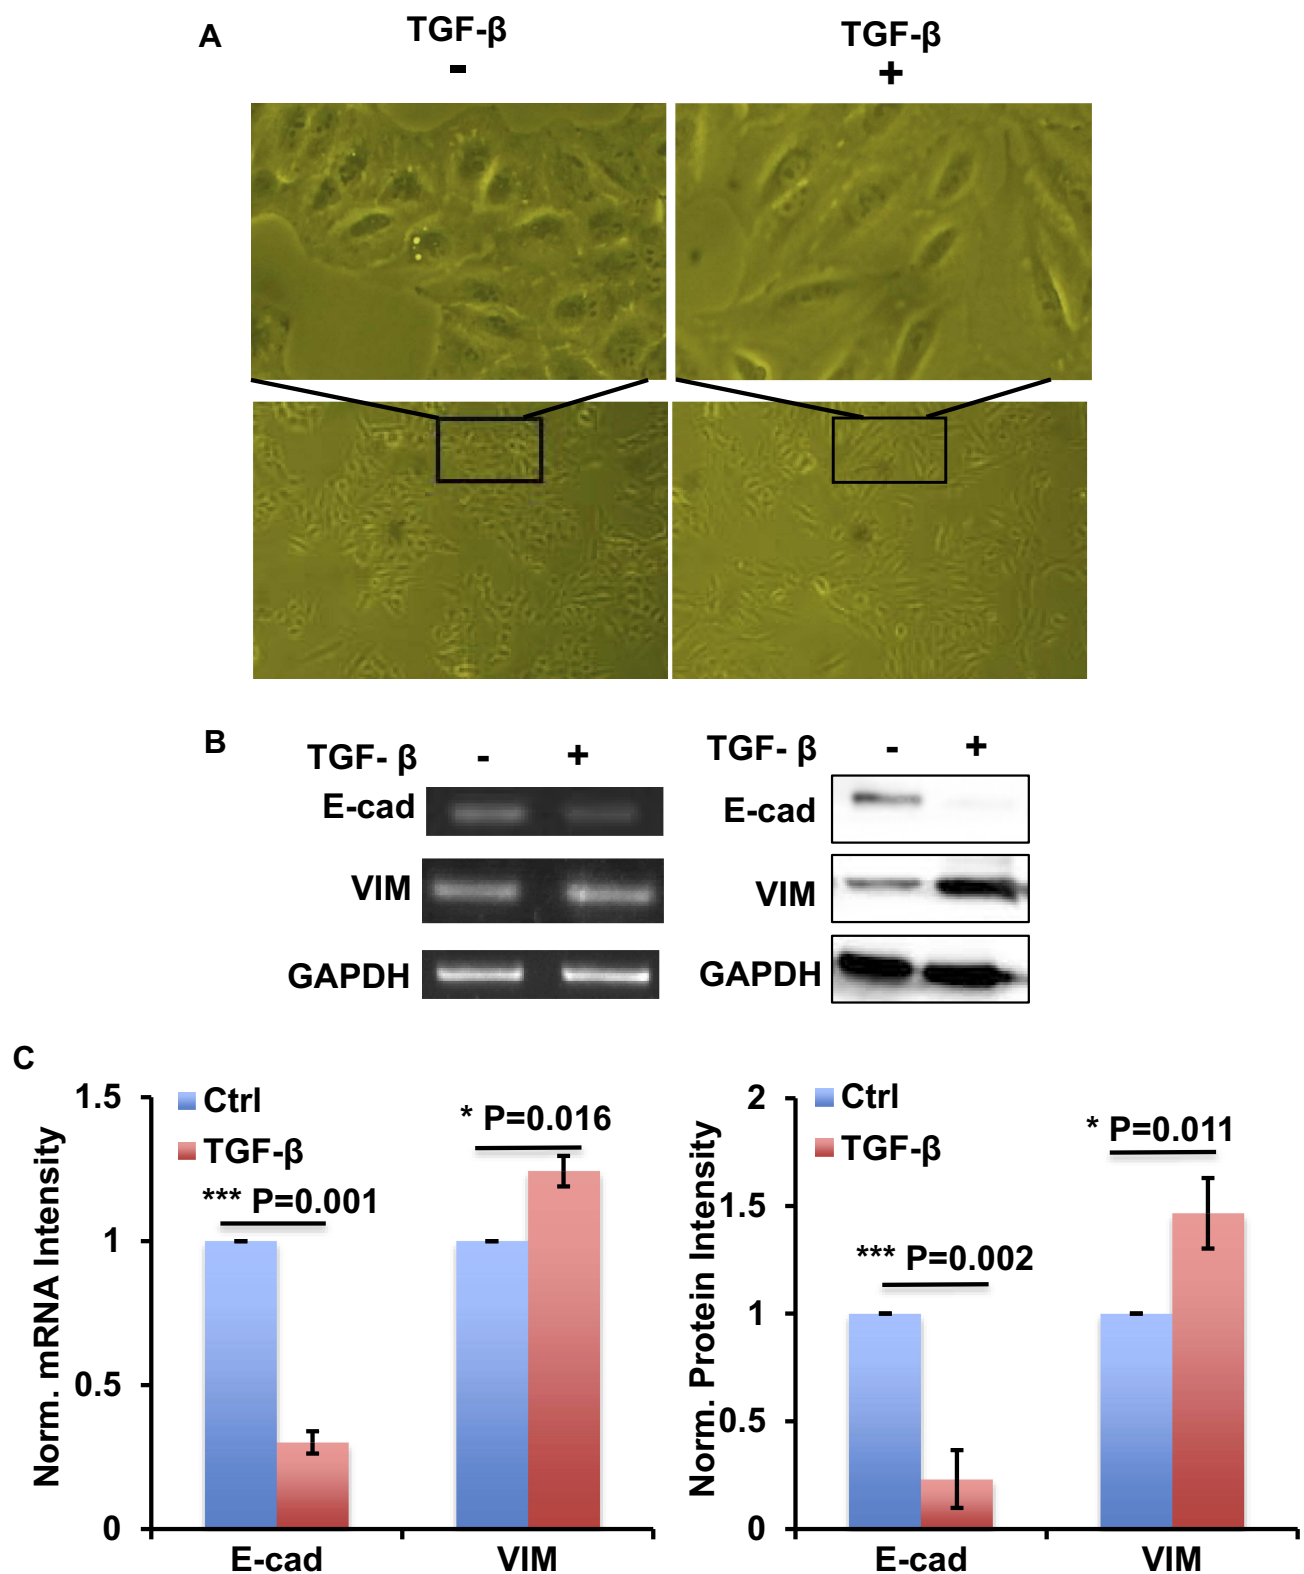 A
TGF-β
TGF-β
-
+
B
TGF- β - +
E-cad
VIM
GAPDH
TGF- β - +
E-cad
VIM
GAPDH
C
Norm. mRNA Intensity
1.5
1
0.5
0
Ctrl
TGF-β
*** P=0.001
* P=0.016
E-cad
VIM
Norm. Protein Intensity
2
1.5
1
0.5
0
Ctrl
TGF-β
*** P=0.002
* P=0.011
E-cad
VIM